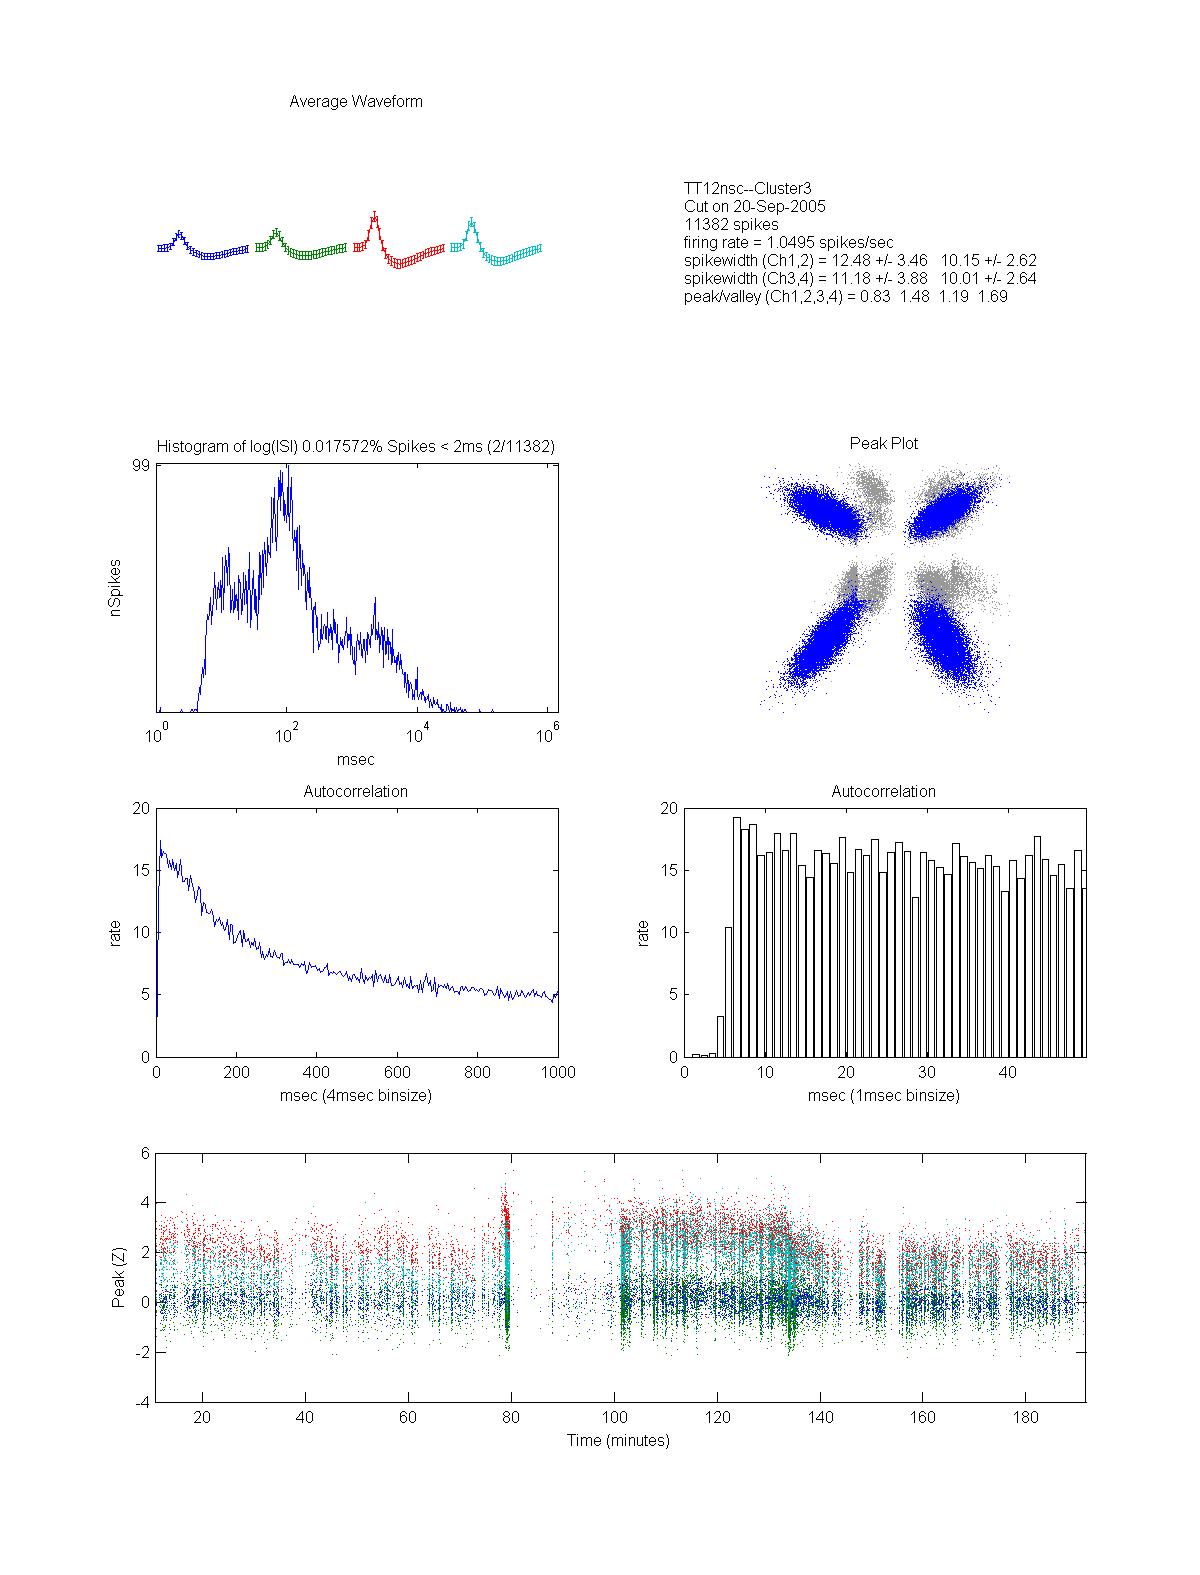 Average Waveform
TT12nsc--Cluster3
Cut on 20-Sep-2005
11382 spikes
firing rate = 1.0495 spikes/sec
spikewidth (Ch1,2) = 12.48 +/- 3.46   10.15 +/- 2.62
spikewidth (Ch3,4) = 11.18 +/- 3.88   10.01 +/- 2.64
peak/valley (Ch1,2,3,4) = 0.83  1.48  1.19  1.69
Histogram of log(ISI) 0.017572% Spikes < 2ms (2/11382)
99
nSpikes
10^0 10^2 10^4 10^6
msec
Peak Plot
Autocorrelation
20
15
10
5
0
rate
0 200 400 600 800 1000
msec (4msec binsize)
Autocorrelation
20
15
10
5
0
rate
0 10 20 30 40
msec (1msec binsize)
6
4
2
0
-2
-4
Peak (Z)
20 40 60 80 100 120 140 160 180
Time (minutes)